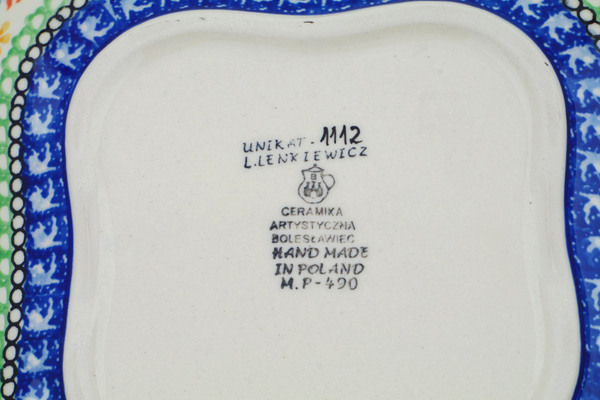 UNIKAT-1112
L.LENKIEWICZ
CERAMIKA
ARTYSTYCZNA
BOLESŁAWIEC
HAND MADE
IN POLAND
M.P-490